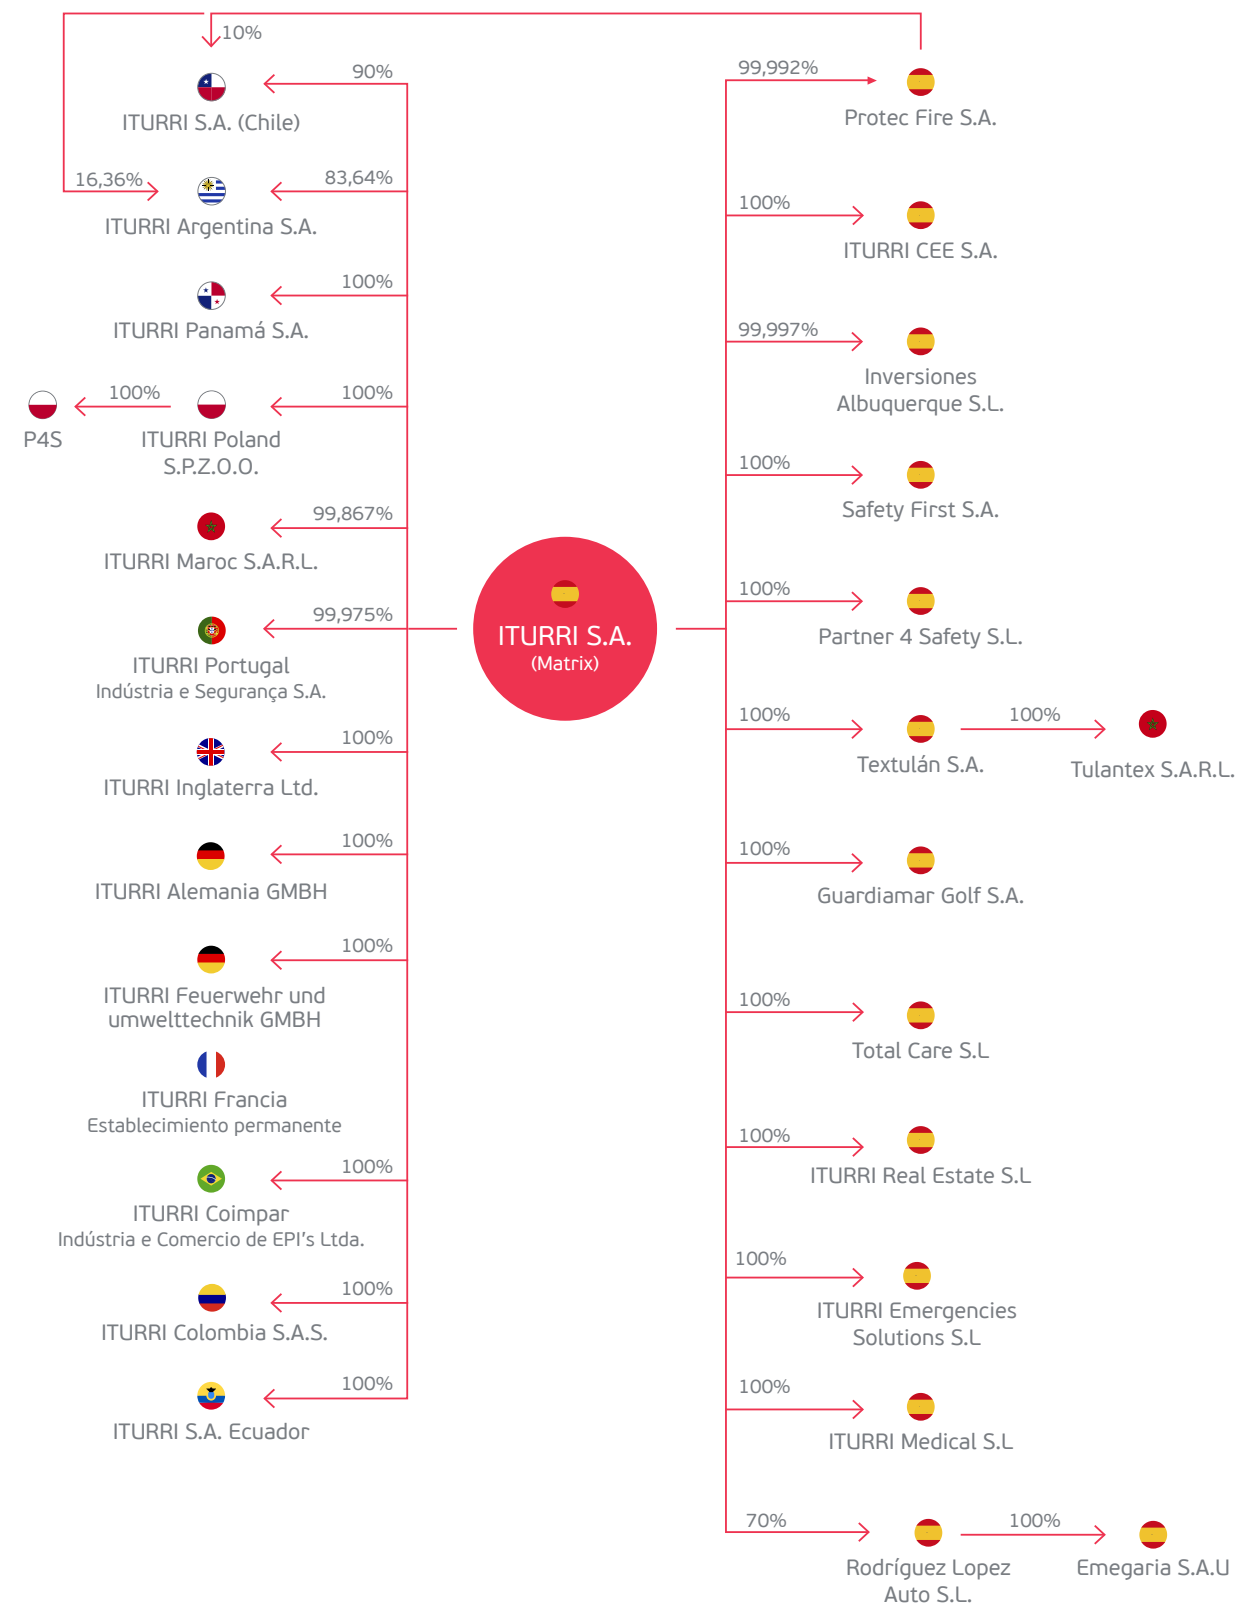 10%
90%
ITURRI S.A. (Chile)
16,36%
83,64%
ITURRI Argentina S.A.
100%
ITURRI Panamá S.A.
100%
P4S
100%
ITURRI Poland
S.P.Z.O.O.
99,867%
ITURRI Maroc S.A.R.L.
99,975%
ITURRI Portugal
Indústria e Segurança S.A.
100%
ITURRI Inglaterra Ltd.
100%
ITURRI Alemania GMBH
100%
ITURRI Feuerwehr und
umwelttechnik GMBH
ITURRI Francia
Establecimiento permanente
100%
ITURRI Coimpar
Indústria e Comercio de EPI's Ltda.
100%
ITURRI Colombia S.A.S.
100%
ITURRI S.A. Ecuador
ITURRI S.A.
(Matrix)
99,992%
Protec Fire S.A.
100%
ITURRI CEE S.A.
99,997%
Inversiones
Albuquerque S.L.
100%
Safety First S.A.
100%
Partner 4 Safety S.L.
100%
Textulán S.A.
100%
Tulantex S.A.R.L.
100%
Guardiamar Golf S.A.
100%
Total Care S.L
100%
ITURRI Real Estate S.L
100%
ITURRI Emergencies
Solutions S.L
100%
ITURRI Medical S.L
70%
Rodríguez Lopez
Auto S.L.
100%
Emegaria S.A.U